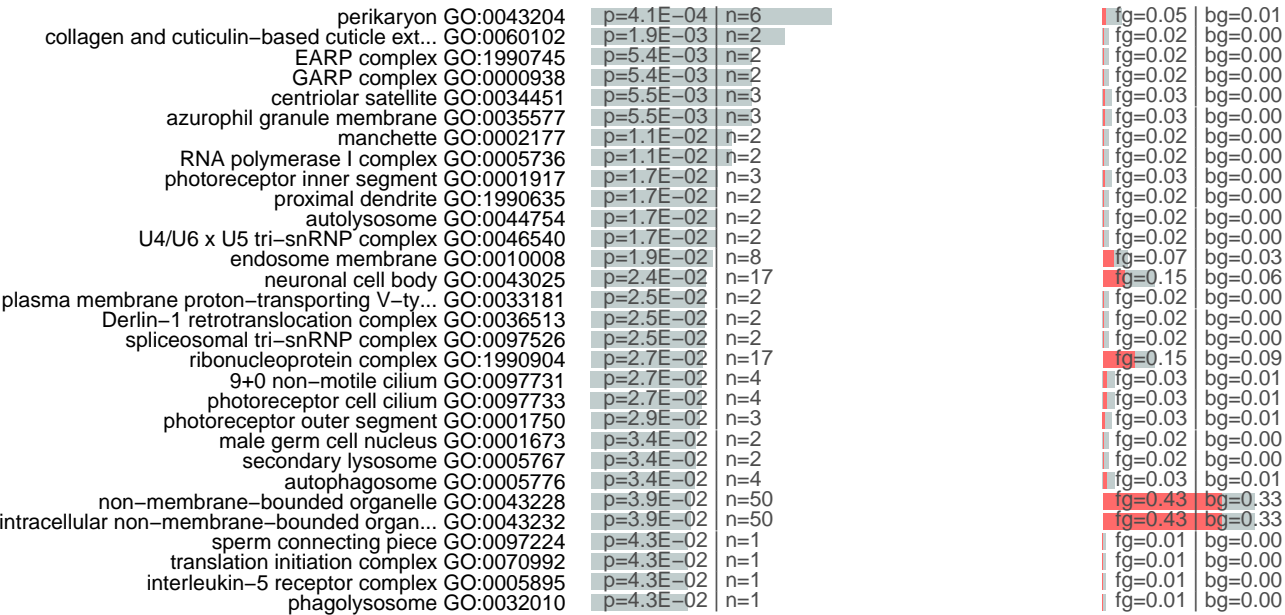 perikaryon GO:0043204 p=4.1E−04 | n=6 fg=0.05 | bg=0.01
collagen and cuticulin−based cuticle ext... GO:0060102 p=1.9E−03 | n=2 fg=0.02 | bg=0.00
EARP complex GO:1990745 p=5.4E−03 | n=2 fg=0.02 | bg=0.00
GARP complex GO:0000938 p=5.4E−03 | n=2 fg=0.02 | bg=0.00
centriolar satellite GO:0034451 p=5.5E−03 | n=3 fg=0.03 | bg=0.00
azurophil granule membrane GO:0035577 p=5.5E−03 | n=3 fg=0.03 | bg=0.00
manchette GO:0002177 p=1.1E−02 | n=2 fg=0.02 | bg=0.00
RNA polymerase I complex GO:0005736 p=1.1E−02 | n=2 fg=0.02 | bg=0.00
photoreceptor inner segment GO:0001917 p=1.7E−02 | n=3 fg=0.03 | bg=0.00
proximal dendrite GO:1990635 p=1.7E−02 | n=2 fg=0.02 | bg=0.00
autolysosome GO:0044754 p=1.7E−02 | n=2 fg=0.02 | bg=0.00
U4/U6 x U5 tri−snRNP complex GO:0046540 p=1.7E−02 | n=2 fg=0.02 | bg=0.00
endosome membrane GO:0010008 p=1.9E−02 | n=8 fg=0.07 | bg=0.03
neuronal cell body GO:0043025 p=2.4E−02 | n=17 fg=0.15 | bg=0.06
plasma membrane proton−transporting V−ty... GO:0033181 p=2.5E−02 | n=2 fg=0.02 | bg=0.00
Derlin−1 retrotranslocation complex GO:0036513 p=2.5E−02 | n=2 fg=0.02 | bg=0.00
spliceosomal tri−snRNP complex GO:0097526 p=2.5E−02 | n=2 fg=0.02 | bg=0.00
ribonucleoprotein complex GO:1990904 p=2.7E−02 | n=17 fg=0.15 | bg=0.09
9+0 non−motile cilium GO:0097731 p=2.7E−02 | n=4 fg=0.03 | bg=0.01
photoreceptor cell cilium GO:0097733 p=2.7E−02 | n=4 fg=0.03 | bg=0.01
photoreceptor outer segment GO:0001750 p=2.9E−02 | n=3 fg=0.03 | bg=0.01
male germ cell nucleus GO:0001673 p=3.4E−02 | n=2 fg=0.02 | bg=0.00
secondary lysosome GO:0005767 p=3.4E−02 | n=2 fg=0.02 | bg=0.00
autophagosome GO:0005776 p=3.4E−02 | n=4 fg=0.03 | bg=0.01
non−membrane−bounded organelle GO:0043228 p=3.9E−02 | n=50 fg=0.43 | bg=0.33
intracellular non−membrane−bounded organ... GO:0043232 p=3.9E−02 | n=50 fg=0.43 | bg=0.33
sperm connecting piece GO:0097224 p=4.3E−02 | n=1 fg=0.01 | bg=0.00
translation initiation complex GO:0070992 p=4.3E−02 | n=1 fg=0.01 | bg=0.00
interleukin−5 receptor complex GO:0005895 p=4.3E−02 | n=1 fg=0.01 | bg=0.00
phagolysosome GO:0032010 p=4.3E−02 | n=1 fg=0.01 | bg=0.00